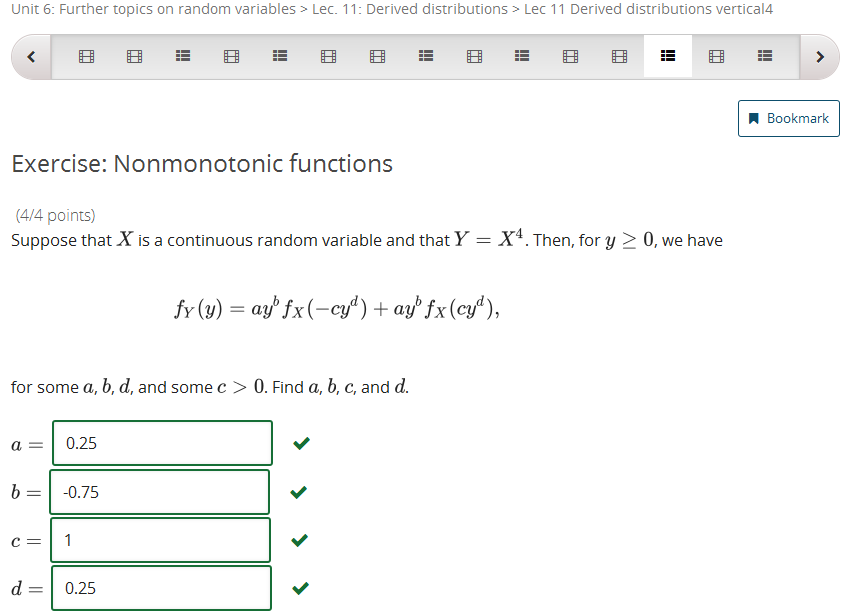 Unit 6: Further topics on random variables > Lec. 11: Derived distributions > Lec 11 Derived distributions vertical4
Bookmark
Exercise: Nonmonotonic functions
(4/4 points)
Suppose that X is a continuous random variable and that Y = X⁴. Then, for y ≥ 0, we have
f_Y(y) = ay^b f_X(−cy^d) + ay^b f_X(cy^d),
for some a, b, d, and some c > 0. Find a, b, c, and d.
a = 0.25
b = -0.75
c = 1
d = 0.25